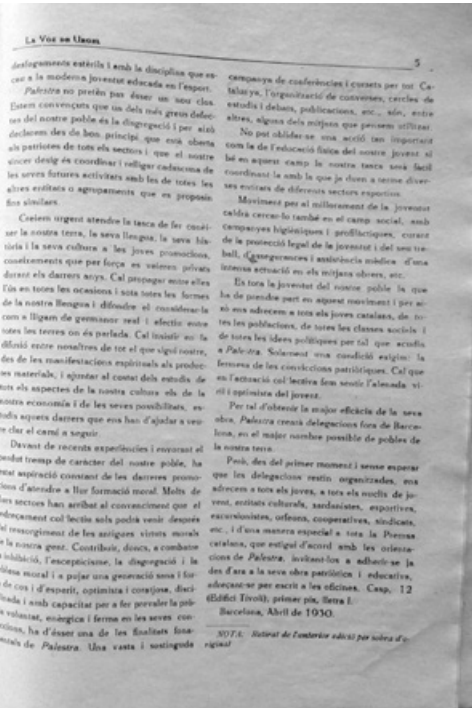 La Voz de Unom
5
deslogaments estèrils i amb la disciplina que es-
cau a la moderna joventut educada en l'esport.
Palestra no pretén pas ésser un nou clos.
Estem convençuts que un dels més greus defec-
tes del nostre poble és la disgregació i per això
declarem des de bon principi que està oberta
als patriotes de tots els sectors i que el nostre
sincer desig és coordinar i relligar cadascuna de
les seves futures activitats amb les de totes les
altres entitats o agrupaments que es proposin
fins similars.
Creiem urgent atendre la tasca de fer conèi-
xer la nostra terra, la seva llengua, la seva his-
tòria i la seva cultura a les joves promocions,
coneixements que per força es veieren privats
durant els darrers anys. Cal propagar entre elles
l'ús en totes les ocasions i sota totes les formes
de la nostra llengua i difondre el considerar-la
com a lligam de germanor real i efectiu entre
totes les terres on és parlada. Cal insistir en la
difusió entre nosaltres de tot el que sigui nostre,
des de les manifestacions espirituals als produc-
tes materials, i ajuntar al costat dels estudis de
tots els aspectes de la nostra cultura els de la
nostra economia i de les seves possibilitats, es-
tudis aquests darrers que ens han d'ajudar a veu-
re clar el camí a seguir.
Davant de recents experiències i enyorant el
perdut tremp de caràcter del nostre poble, ha
estat aspiració constant de les darreres promo-
cions d'atendre a llur formació moral. Molts de
llurs sectors han arribat al convenciment que el
redreçament col·lectiu sols podrà venir després
del ressorgiment de les antigues virtuts morals
de la nostra gent. Contribuir, doncs, a combatre
la inhibició, l'escepticisme, la disgregació i la
moral i a pujar una generació sana i for-
ta de cos i d'esperit, optimista i coratjosa, disci-
plinada i amb capacitat per a fer prevaler la prò-
pia voluntat, enèrgica i ferma en les seves con-
viccions, ha d'ésser una de les finalitats fona-
mentals de Palestra. Una vasta i sostinguda
campanya de conferències i cursets per tot Ca-
talunya, l'organització de converses, cercles de
estudis i debats, publicacions, etc., són, entre
altres, alguns dels mitjans que pensem utilitzar.
No pot oblidar-se una acció tan important
com la de l'educació física del nostre jovent si
bé en aquest camp la nostra tasca serà fàcil
coordinant-la amb la que ja duen a terme diver-
ses entitats de diferents sectors esportius.
Moviment per al millorament de la joventut
caldrà cercar-lo també en el camp social, amb
campanyes higièniques i profilàctiques, curant
de la protecció legal de la joventut i del seu tre-
ball, d'assegurances i assistència mèdica d'una
intensa actuació en els mitjans obrers, etc.
Es tota la joventut del nostre poble la que
ha de prendre part en aquest moviment i per ai-
xò ens adrecem a tots els joves catalans, de to-
tes les poblacions, de totes les classes socials i
de totes les idees polítiques per tal que acudin
a Palestra. Solament una condició exigim: la
fermesa de les conviccions patriòtiques. Cal que
en l'actuació col·lectiva fem sentir l'alenada vi-
ril i optimista del jovent.
Per tal d'obtenir la major eficàcia de la seva
obra, Palestra crearà delegacions fora de Barce-
lona, en el major nombre possible de pobles de
la nostra terra.
Però, des del primer moment i sense esperar
que les delegacions restin organitzades, ens
adrecem a tots els joves, a tots els nuclis de jo-
vent, entitats culturals, sardanistes, esportives,
excursionistes, orfeons, cooperatives, sindicats,
etc., i d'una manera especial a tota la Premsa
catalana, que estigui d'acord amb les orienta-
cions de Palestra, invitant-los a adherir-se ja
des d'ara a la seva obra patriòtica i educativa,
adreçant-se per escrit a les oficines. Casp, 12
(Edifici Tívoli), primer pis, lletra I.
Barcelona, Abril de 1930.
NOTA: Retirat de l'anterior edició per sobra d'o-
riginal